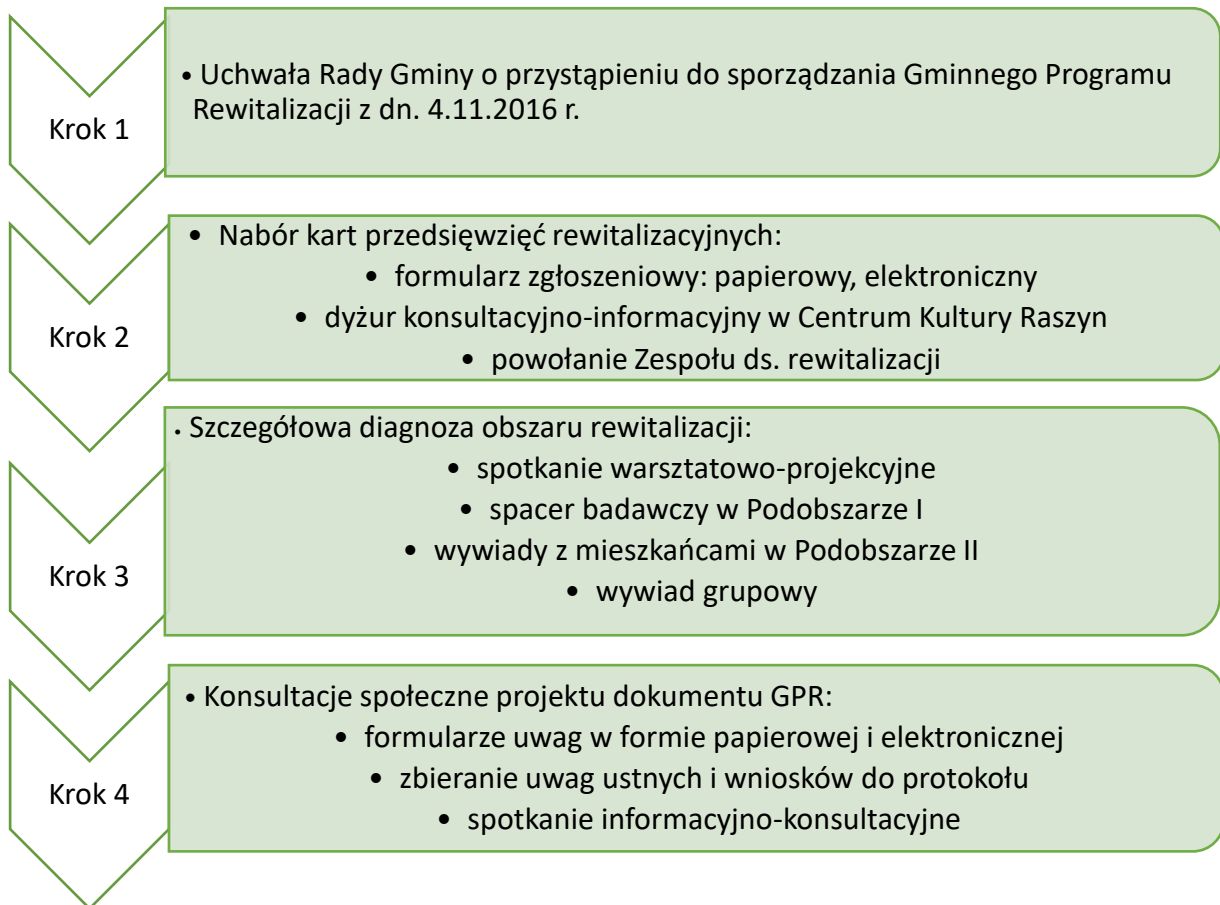 Krok 1
• Uchwała Rady Gminy o przystąpieniu do sporządzania Gminnego Programu
Rewitalizacji z dn. 4.11.2016 r.
Krok 2
• Nabór kart przedsięwzięć rewitalizacyjnych:
• formularz zgłoszeniowy: papierowy, elektroniczny
• dyżur konsultacyjno-informacyjny w Centrum Kultury Raszyn
• powołanie Zespołu ds. rewitalizacji
Krok 3
• Szczegółowa diagnoza obszaru rewitalizacji:
• spotkanie warsztatowo-projekcyjne
• spacer badawczy w Podobszarze I
• wywiady z mieszkańcami w Podobszarze II
• wywiad grupowy
Krok 4
• Konsultacje społeczne projektu dokumentu GPR:
• formularze uwag w formie papierowej i elektronicznej
• zbieranie uwag ustnych i wniosków do protokołu
• spotkanie informacyjno-konsultacyjne